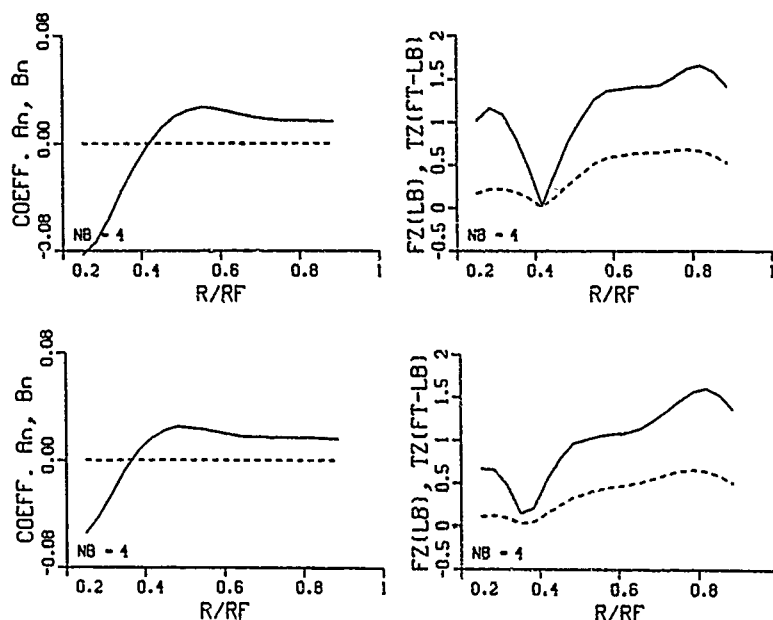 COEFF. An, Bn
0.08
0.00
-0.08
NB = 4
0.2 0.4 0.6 0.8 1
R/RF
FZ(LB), TZ(FT-LB)
2
1.5
1
0.5
0
-0.5
NB = 4
0.2 0.4 0.6 0.8 1
R/RF
COEFF. An, Bn
0.08
0.00
-0.08
NB = 4
0.2 0.4 0.6 0.8 1
R/RF
FZ(LB), TZ(FT-LB)
2
1.5
1
0.5
0
-0.5
NB = 4
0.2 0.4 0.6 0.8
R/RF